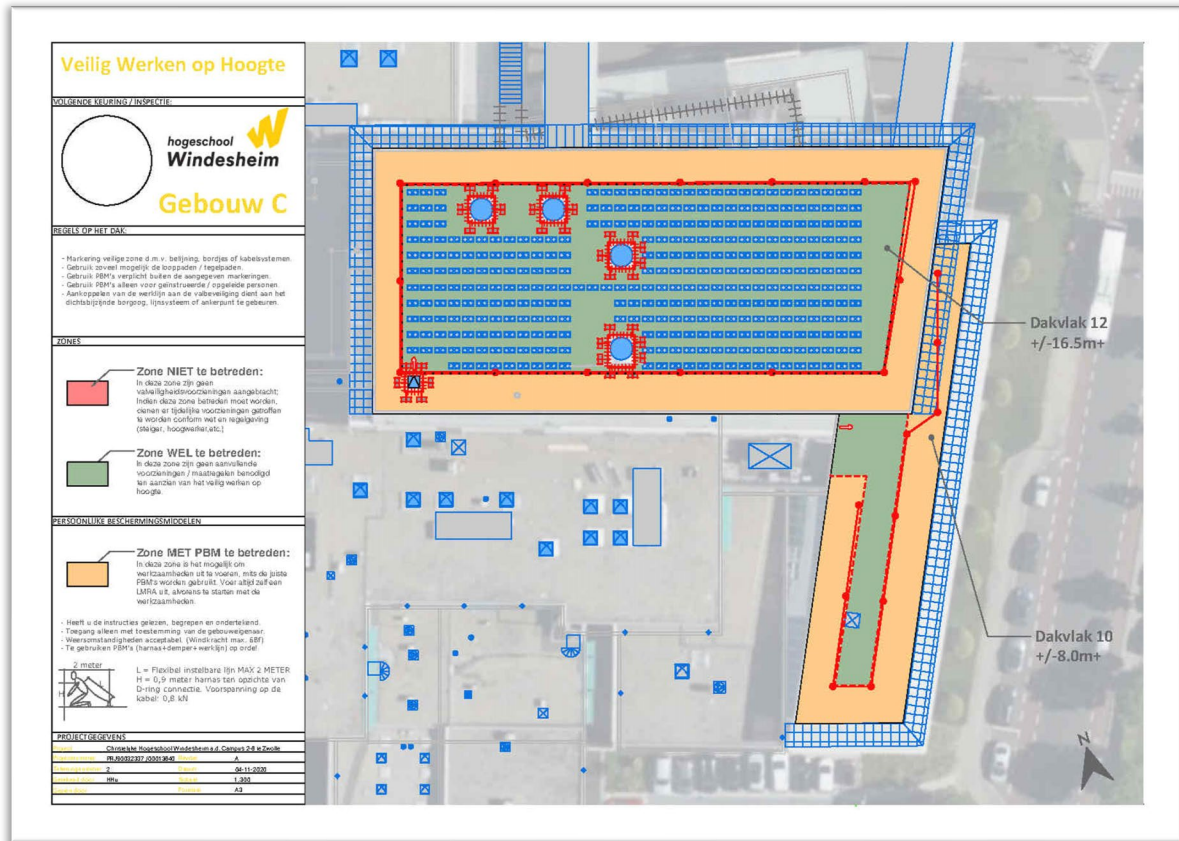 Veilig Werken op Hoogte
VOLGENDE KEURING / INSPECTIE:
hogeschool
Windesheim
Gebouw C
REGELS OP HET DAK:
- Markering veilige zone d.m.v. belijning, bordjes of kabelsystemen.
- Gebruik zoveel mogelijk de looppaden / tegelpaden.
- Gebruik PBM's verplicht buiten de aangegeven markeringen.
- Gebruik PBM's alleen voor geïnstrueerde / opgeleide personen.
- Aankoppelen van de werklijn aan de valbeveiliging dient aan het
dichtsbijzijnde borgoog, lijnsysteem of ankerpunt te gebeuren.
ZONES
Zone NIET te betreden:
In deze zone zijn geen
valveiligheidsvoorzieningen aangebracht;
Indien deze zone betreden moet worden,
dienen er tijdelijke voorzieningen getroffen
te worden conform wet en regelgeving
(steiger, hoogwerker,etc.)
Zone WEL te betreden:
In deze zone zijn geen aanvullende
voorzieningen / maatregelen benodigd
ten aanzien van het veilig werken op
hoogte.
PERSOONLIJKE BESCHERMINGSMIDDELEN
Zone MET PBM te betreden:
In deze zone is het mogelijk om
werkzaamheden uit te voeren, mits de juiste
PBM's worden gebruikt. Voer altijd zelf een
LMRA uit, alvorens te starten met de
werkzaamheden.
- Heeft u de instructies gelezen, begrepen en ondertekend.
- Toegang alleen met toestemming van de gebouweigenaar.
- Weersomstandigheden acceptabel. (Windkracht max. 6Bf)
- Te gebruiken PBM's (harnas+demper+werklijn) op orde!
2 meter
L
H
L = Flexibel instelbare lijn MAX 2 METER
H = 0,9 meter harnas ten opzichte van
D-ring connectie. Voorspanning op de
kabel: 0,8 kN
PROJECTGEGEVENS
Christelijke Hogeschool Windesheim a.d. Campus 2-6 te Zwolle
A
2
04-11-2020
HHu
1:300
A3
Dakvlak 12
+/-16.5m+
Dakvlak 10
+/-8.0m+
N